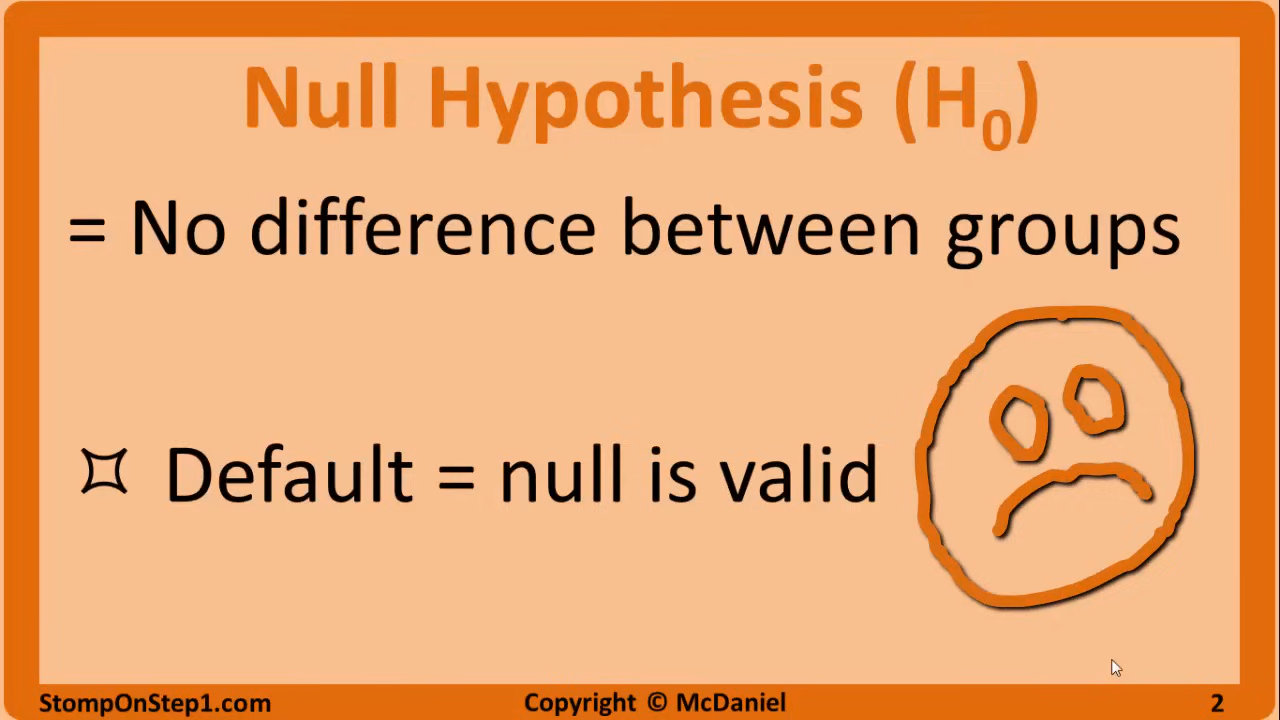 Null Hypothesis (H₀)
= No difference between groups
¤ Default = null is valid
StompOnStep1.com
Copyright © McDaniel
2